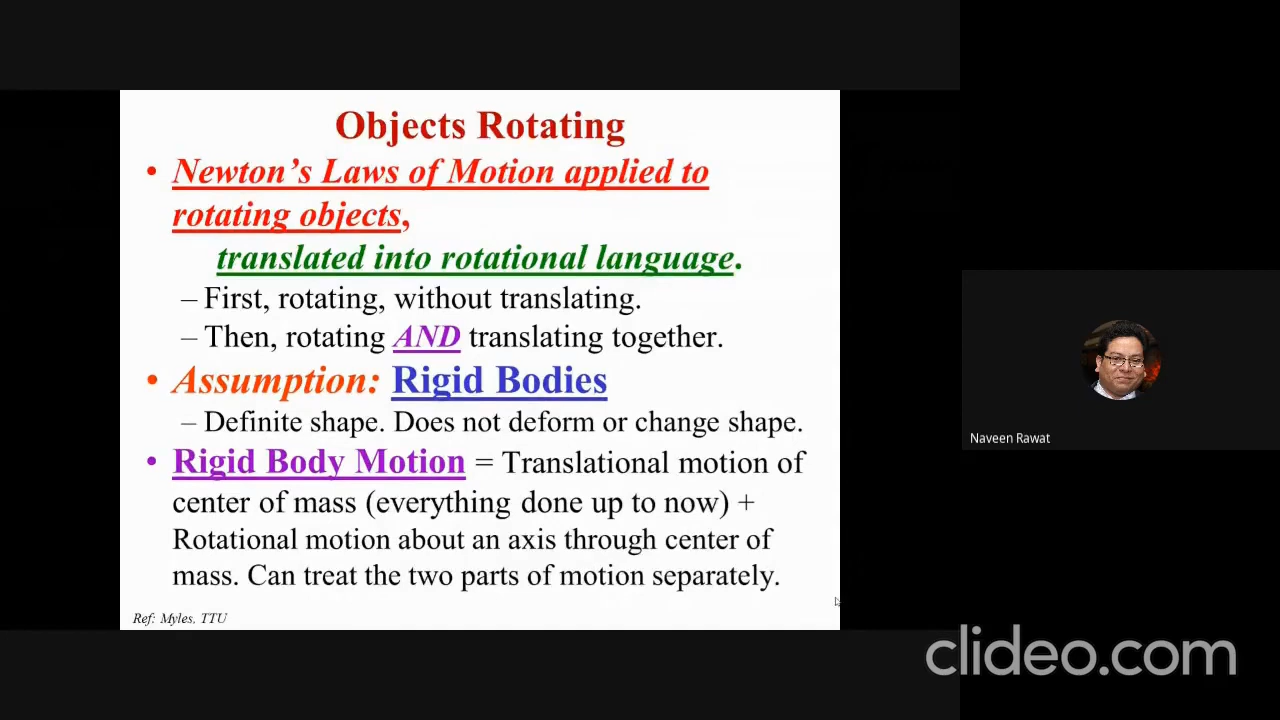 Objects Rotating
• Newton's Laws of Motion applied to
rotating objects,
translated into rotational language.
– First, rotating, without translating.
– Then, rotating AND translating together.
• Assumption: Rigid Bodies
– Definite shape. Does not deform or change shape.
• Rigid Body Motion = Translational motion of
center of mass (everything done up to now) +
Rotational motion about an axis through center of
mass. Can treat the two parts of motion separately.
Ref: Myles, TTU
Naveen Rawat
clideo.com